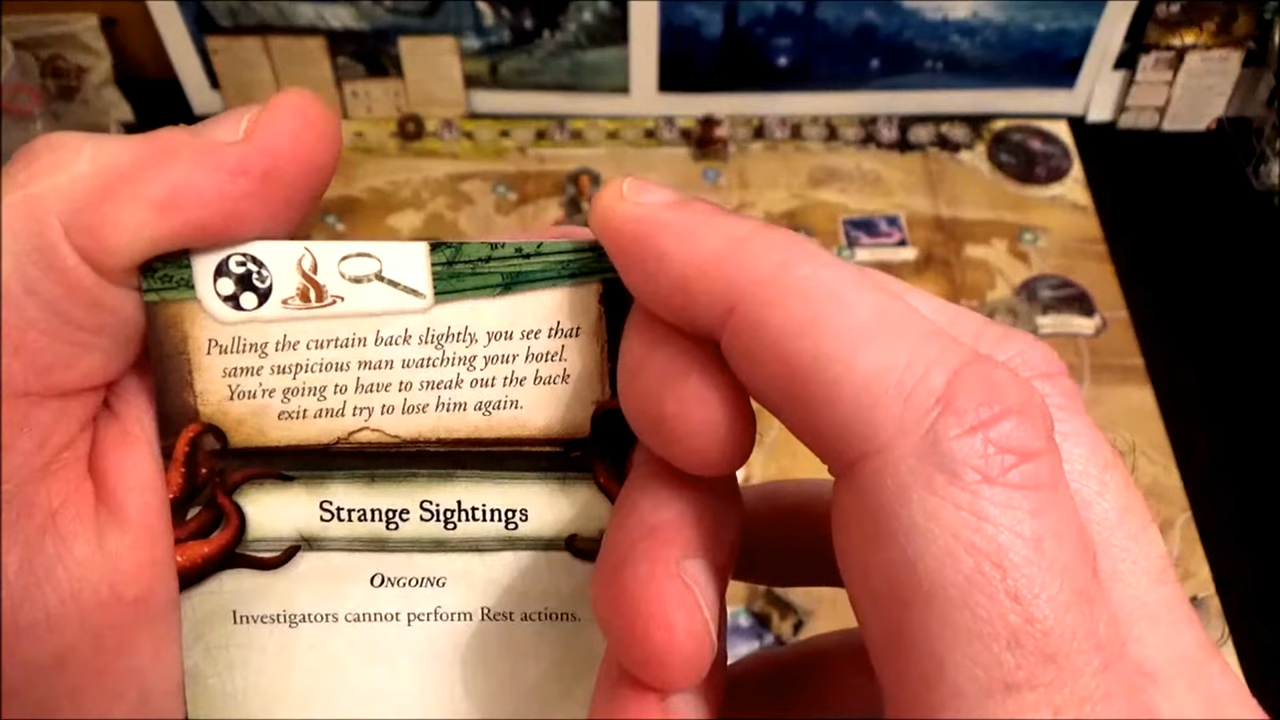 Pulling the curtain back slightly, you see that
same suspicious man watching your hotel.
You're going to have to sneak out the back
exit and try to lose him again.
Strange Sightings
Ongoing
Investigators cannot perform Rest actions.